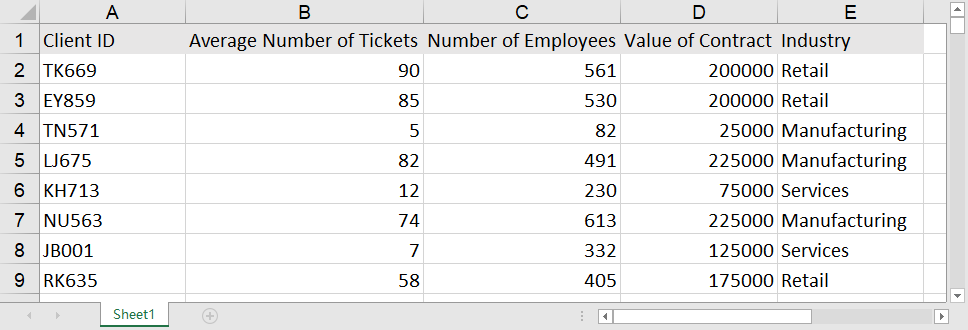 A B C D E
1 Client ID Average Number of Tickets Number of Employees Value of Contract Industry
2 TK669 90 561 200000 Retail
3 EY859 85 530 200000 Retail
4 TN571 5 82 25000 Manufacturing
5 LJ675 82 491 225000 Manufacturing
6 KH713 12 230 75000 Services
7 NU563 74 613 225000 Manufacturing
8 JB001 7 332 125000 Services
9 RK635 58 405 175000 Retail
Sheet1